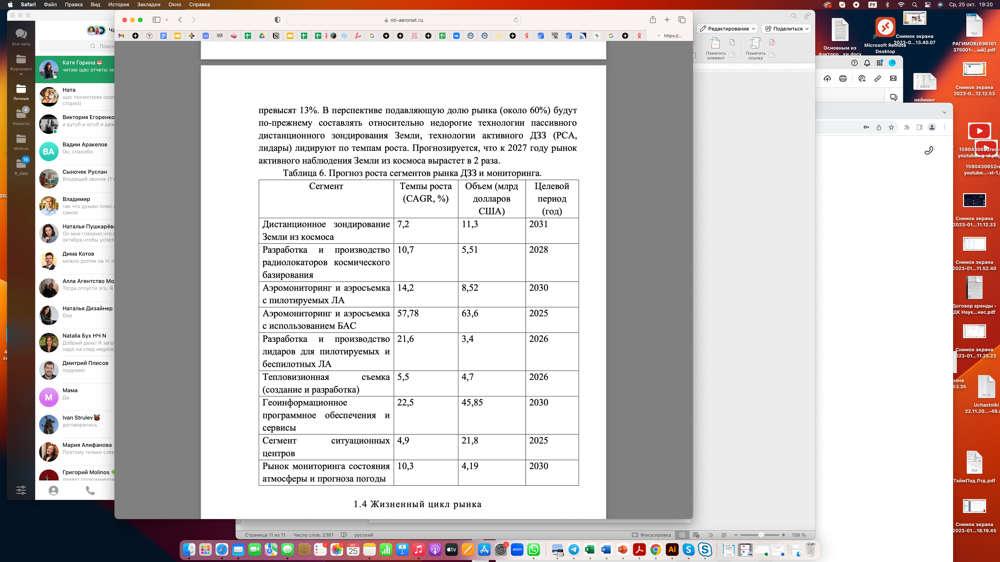 Safari Файл Правка Вид История Закладки Окно Справка
РУ Ср, 25 окт. 19:20
nti-aeronet.ru
https://...
Все чаты
Журналист
ы
Личные
4
Новости
Molinos
16
R_data
Ча
Поиск
Катя Горина
читаю щас отчеты эк
Ната
щас посмотрим скол
сториз)
Виктория Егоренко
и рутуб и ютуб и даж
ВА
Вадим Аракелов
Ок, спасибо.
Сыночек Руслан
Входящий звонок (1 м
Владимир
так что думаю плюс
самое
Наталья Пушкарёва
Он мне говорил,что с
октября,чтобы успеть
Дима Котов
можно допом на тг п
Алла Агентство Мо
Тогда отпусти это. Я
Наталья Дизайнер
Оке
Natalia Бух НЧ N
Добрый день! Я запр
надо на след неделе,
Дмитрий Плисов
подумаю
М
Мама
Да
Ivan Strulev
договорились
Мария Алифанова
Поэтому только схем
Григорий Molinos
привет прокомменти
превысят 13%. В перспективе подавляющую долю рынка (около 60%) будут
по-прежнему составлять относительно недорогие технологии пассивного
дистанционного зондирования Земли, технологии активного ДЗЗ (РСА,
лидары) лидируют по темпам роста. Прогнозируется, что к 2027 году рынок
активного наблюдения Земли из космоса вырастет в 2 раза.
Таблица 6. Прогноз роста сегментов рынка ДЗЗ и мониторинга.
Сегмент Темпы роста Объем (млрд Целевой
(CAGR, %) долларов период
США) (год)
Дистанционное зондирование 7,2 11,3 2031
Земли из космоса
Разработка и производство 10,7 5,51 2028
радиолокаторов космического
базирования
Аэромониторинг и аэросъемка 14,2 8,52 2030
с пилотируемых ЛА
Аэромониторинг и аэросъемка 57,78 63,6 2025
с использованием БАС
Разработка и производство 21,6 3,4 2026
лидаров для пилотируемых и
беспилотных ЛА
Тепловизионная съемка 5,5 4,7 2026
(создание и разработка)
Геоинформационное 22,5 45,85 2030
программное обеспечения и
сервисы
Сегмент ситуационных 4,9 21,8 2025
центров
Рынок мониторинга состояния 10,3 4,19 2030
атмосферы и прогноза погоды
1.4 Жизненный цикл рынка
Редактирование Поделиться
Пометить Пометить
элемент ссылку
Страница 11 из 11 Число слов: 2361 русский Фокусировка 139 %
DOCX
Основным из
факторо...ки.docx
Microsoft Remote
Desktop
Снимок экрана
2023-0...13.40.07
PDF
РАГИМОВ(696101
375001-...ый).pdf
Снимок экрана
2023-0...12.12.53
DOCX
нейминг
1590430652red-
youtube...g-xl.png
1590430652re
youtube...-xl-1.p
Снимок экрана
2023-01...11.12.33
Снимок экрана
2023-01...11.52.40
Договор аренды -
ДК Наук...нес.pdf
Снимок экрана
023-01...11.25.23
рана
53.35
XLSX
Uchastniki
22.11.20...-49.x
PDF
ТаймПэд Лтд.pdf
Снимок экрана
2023-01...18.19.45
ОКТ.
25
tv
zoom
Ai
DOCX